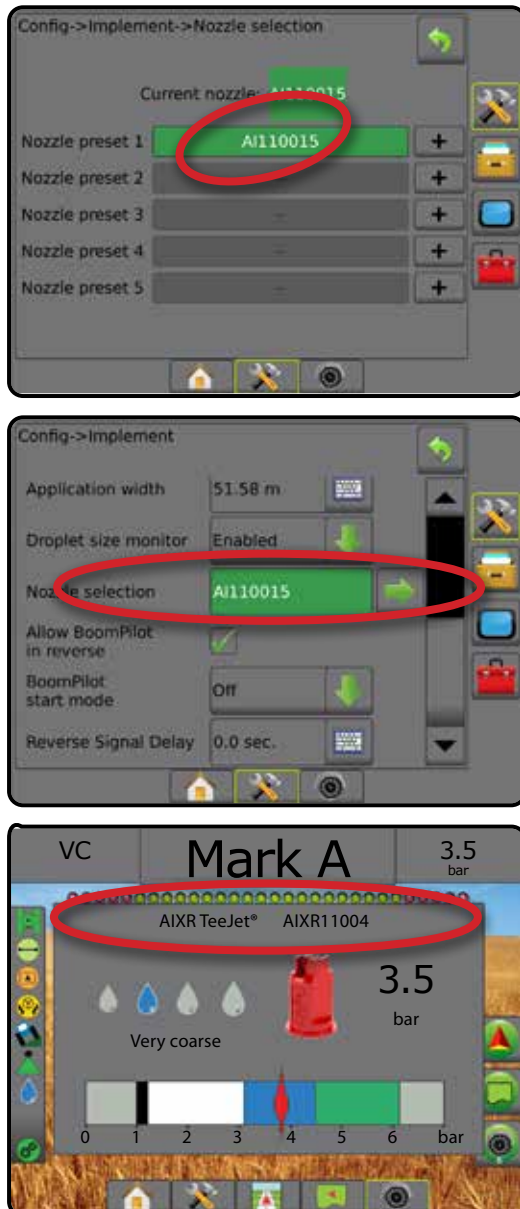 Config->Implement->Nozzle selection
Current nozzle: AI110015
Nozzle preset 1 AI110015 +
Nozzle preset 2 - +
Nozzle preset 3 - +
Nozzle preset 4 - +
Nozzle preset 5 - +
Config->Implement
Application width 51.58 m
Droplet size monitor Enabled
Nozzle selection AI110015
Allow BoomPilot
in reverse
BoomPilot
start mode Off
Reverse Signal Delay 0.0 sec.
VC Mark A 3.5
bar
AIXR TeeJet® AIXR11004
3.5
bar
Very coarse
0 1 2 3 4 5 6 bar